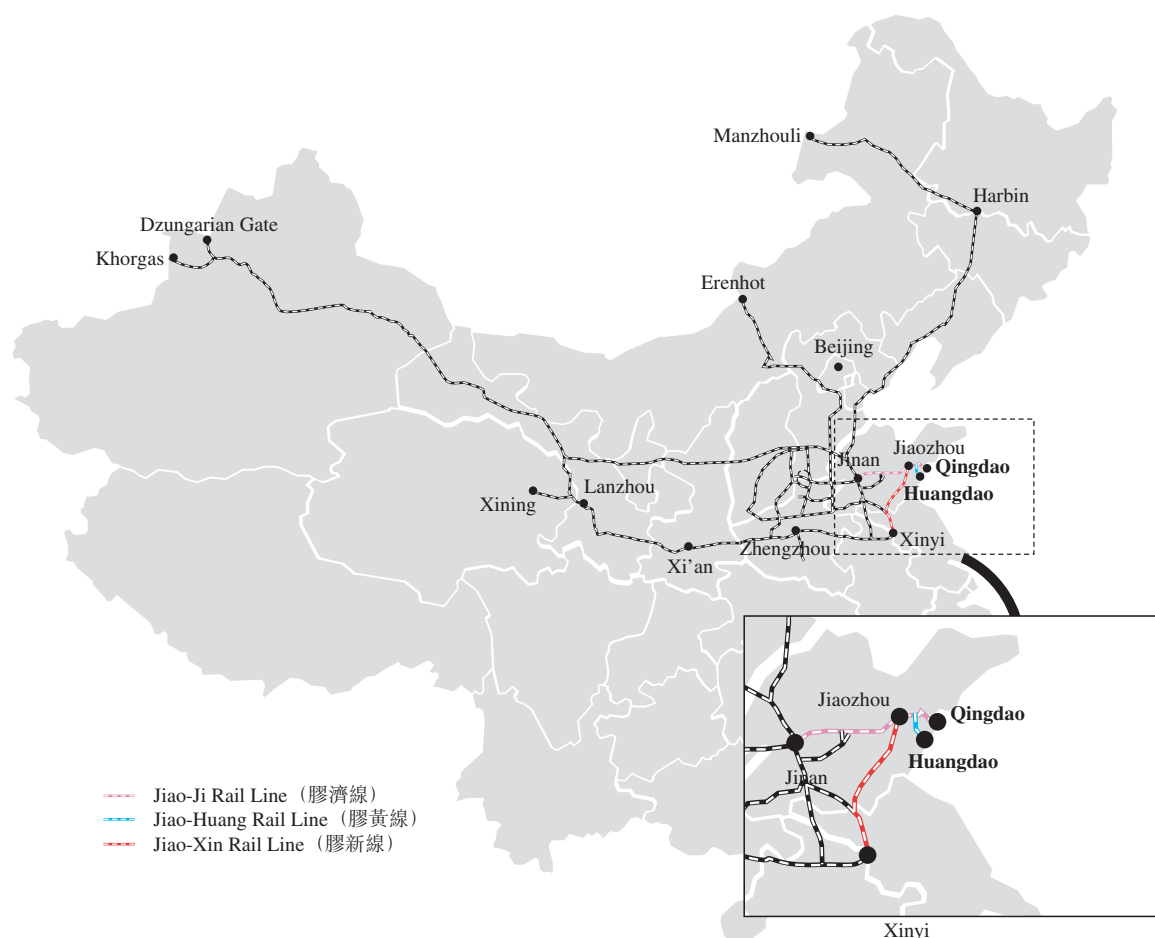 Manzhouli
Harbin
Dzungarian Gate
Khorgas
Erenhot
Beijing
Jiaozhou
Jinan
Qingdao
Huangdao
Lanzhou
Xining
Xinyi
Zhengzhou
Xi’an
Jiaozhou
Qingdao
Huangdao
Jinan
Jiao-Ji Rail Line（膠濟線）
Jiao-Huang Rail Line（膠黃線）
Jiao-Xin Rail Line（膠新線）
Xinyi